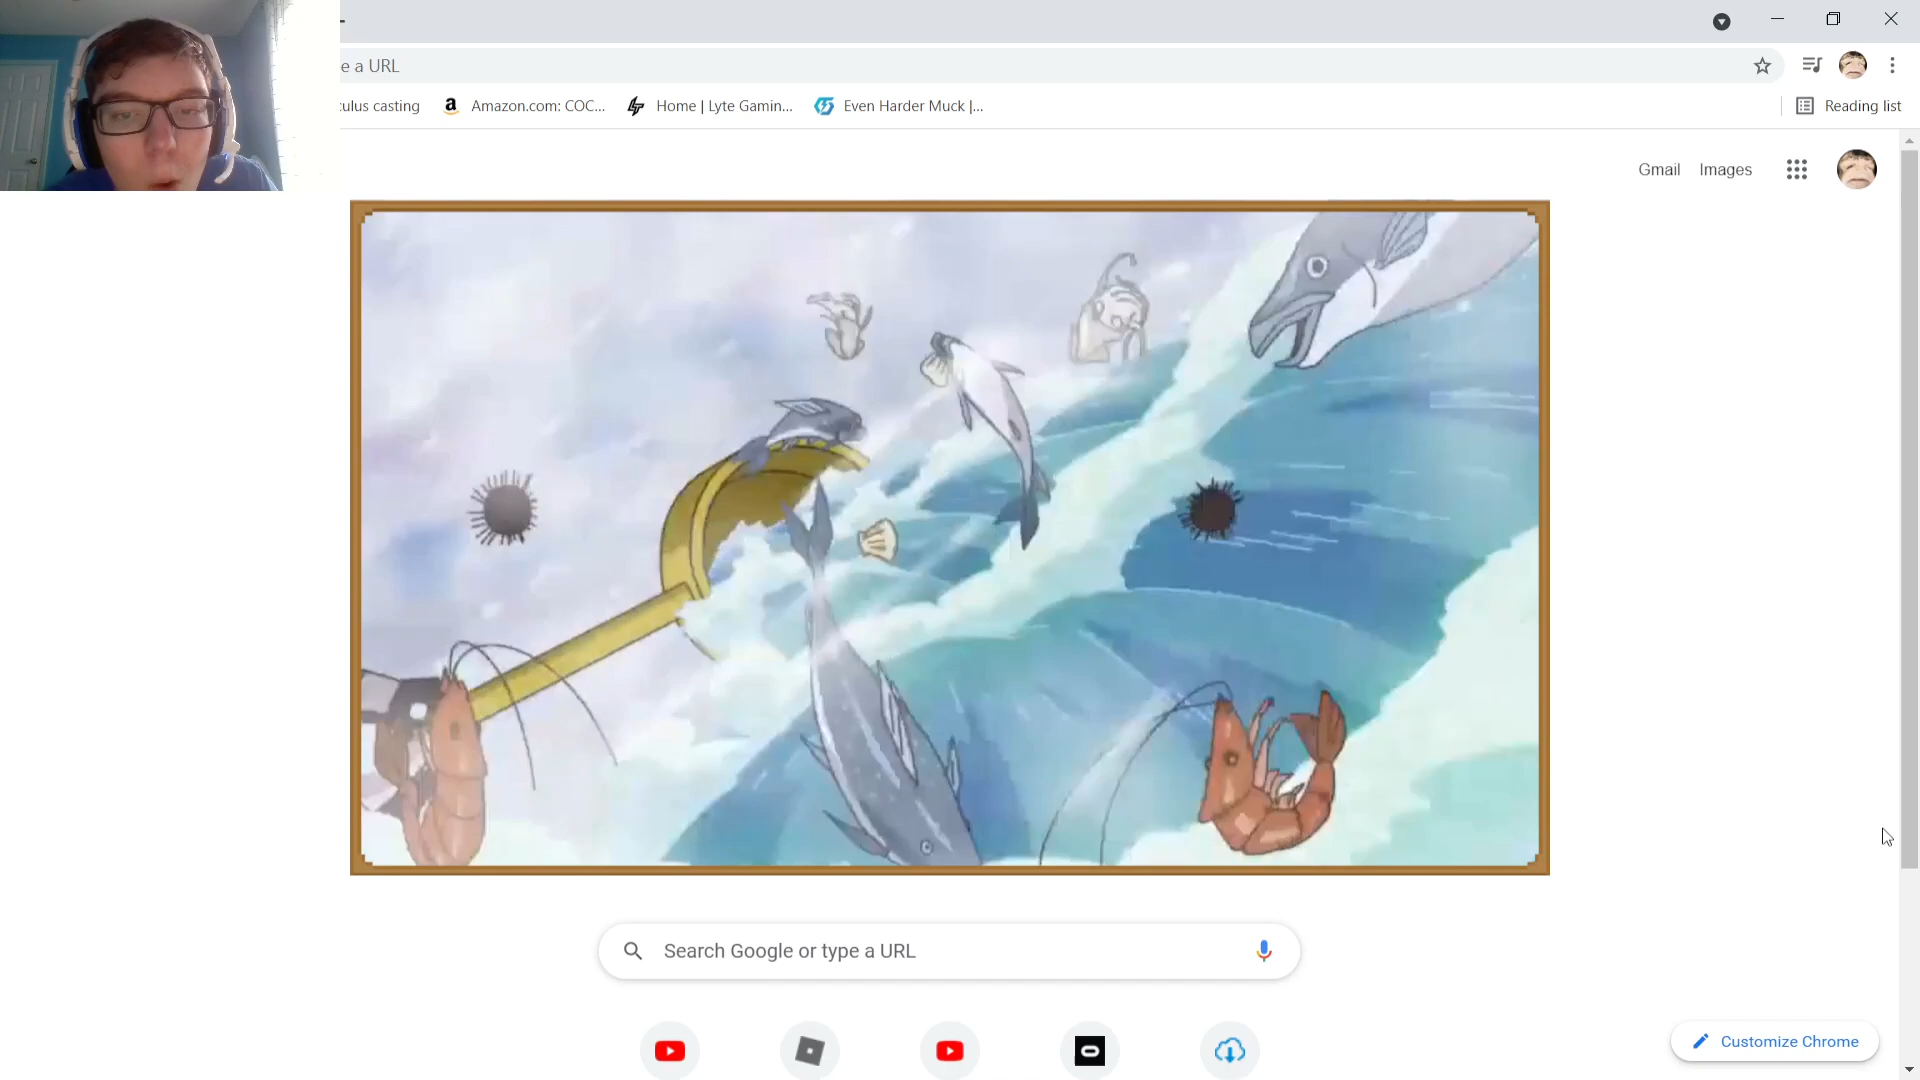 e a URL
ulus casting
a Amazon.com: COC...
Home | Lyte Gamin...
Even Harder Muck |...
Reading list
Gmail
Images
Search Google or type a URL
Customize Chrome